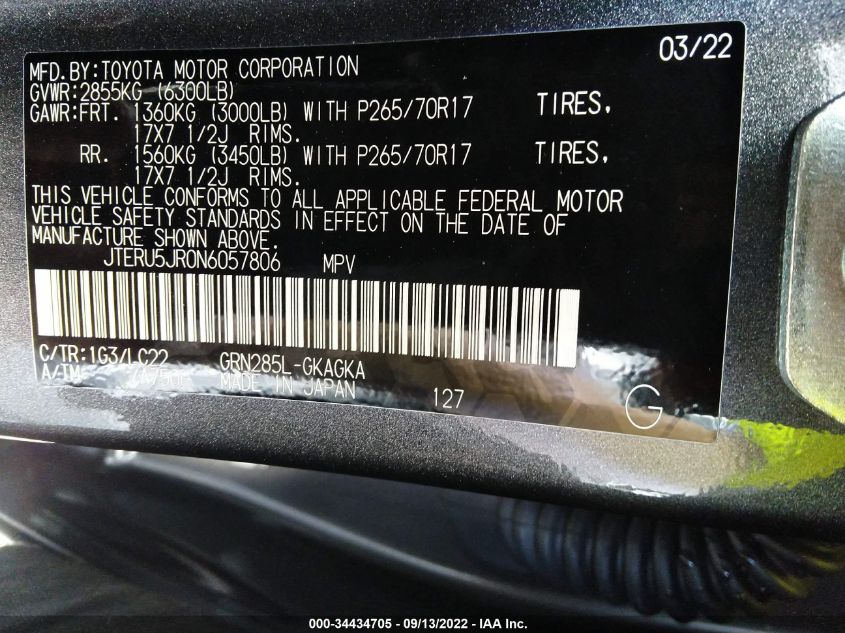 03/22
MFD.BY:TOYOTA MOTOR CORPORATION
GVWR:2855KG (6300LB)
GAWR:FRT. 1360KG (3000LB) WITH P265/70R17 TIRES,
17X7 1/2J RIMS.
RR. 1560KG (3450LB) WITH P265/70R17 TIRES,
17X7 1/2J RIMS.
THIS VEHICLE CONFORMS TO ALL APPLICABLE FEDERAL MOTOR
VEHICLE SAFETY STANDARDS IN EFFECT ON THE DATE OF
MANUFACTURE SHOWN ABOVE.
JTERU5JR0N6057806 MPV
C/TR:1G3/LC22 GRN285L-GKAGKA
A/TM: MADE IN JAPAN 127 G
000-34434705 - 09/13/2022 - IAA Inc.